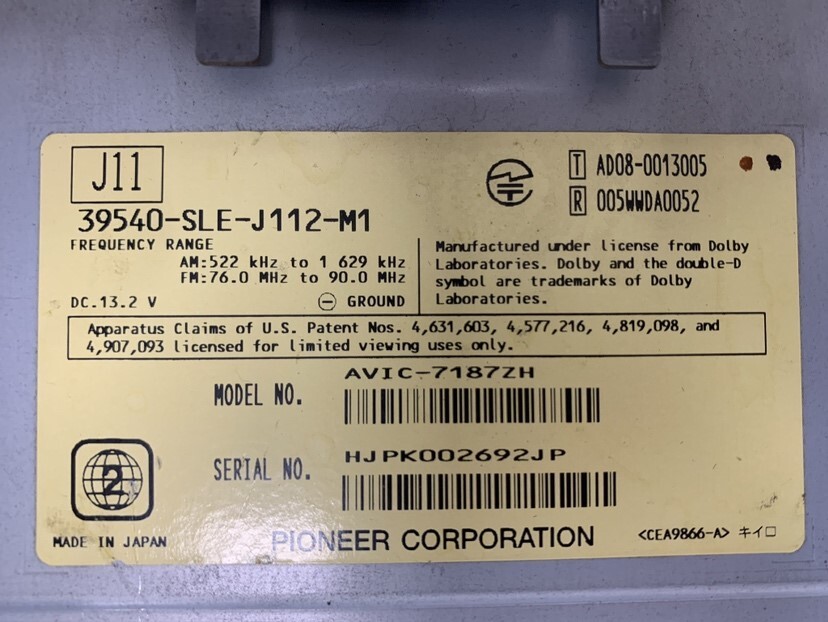 J11
39540-SLE-J112-M1
T AD08-0013005
R 005WWDA0052
FREQUENCY RANGE
AM:522 kHz to 1 629 kHz
FM:76.0 MHz to 90.0 MHz
DC.13.2 V ⊖ GROUND
Manufactured under license from Dolby
Laboratories. Dolby and the double-D
symbol are trademarks of Dolby
Laboratories.
Apparatus Claims of U.S. Patent Nos. 4,631,603, 4,577,216, 4,819,098, and
4,907,093 licensed for limited viewing uses only.
MODEL NO. AVIC-7187ZH
SERIAL NO. HJPK002692JP
2
MADE IN JAPAN
PIONEER CORPORATION
<CEA9866-A> キイロ